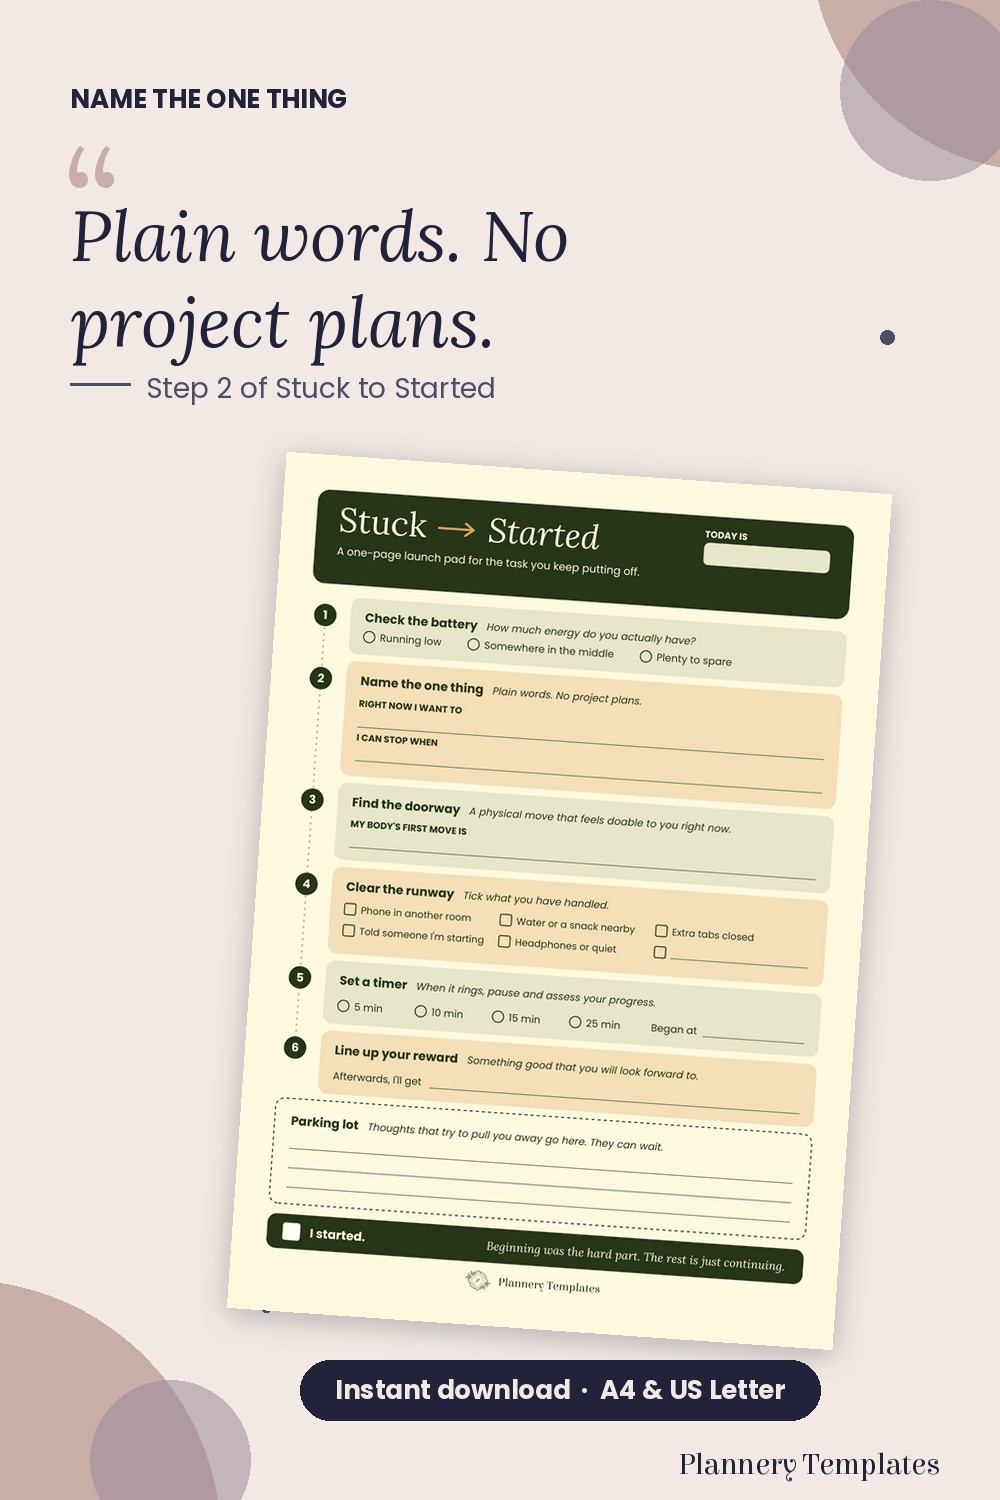 NAME THE ONE THING
“
Plain words. No
project plans.
Step 2 of Stuck to Started
Stuck → Started
A one-page launch pad for the task you keep putting off.
TODAY IS
1
Check the battery How much energy do you actually have?
Running low Somewhere in the middle Plenty to spare
2
Name the one thing Plain words. No project plans.
RIGHT NOW I WANT TO
I CAN STOP WHEN
3
Find the doorway A physical move that feels doable to you right now.
MY BODY'S FIRST MOVE IS
4
Clear the runway Tick what you have handled.
Phone in another room Water or a snack nearby Extra tabs closed
Told someone I'm starting Headphones or quiet
5
Set a timer When it rings, pause and assess your progress.
5 min 10 min 15 min 25 min Began at
6
Line up your reward Something good that you will look forward to.
Afterwards, I'll get
Parking lot Thoughts that try to pull you away go here. They can wait.
I started. Beginning was the hard part. The rest is just continuing.
Plannery Templates
Instant download · A4 & US Letter
Plannery Templates